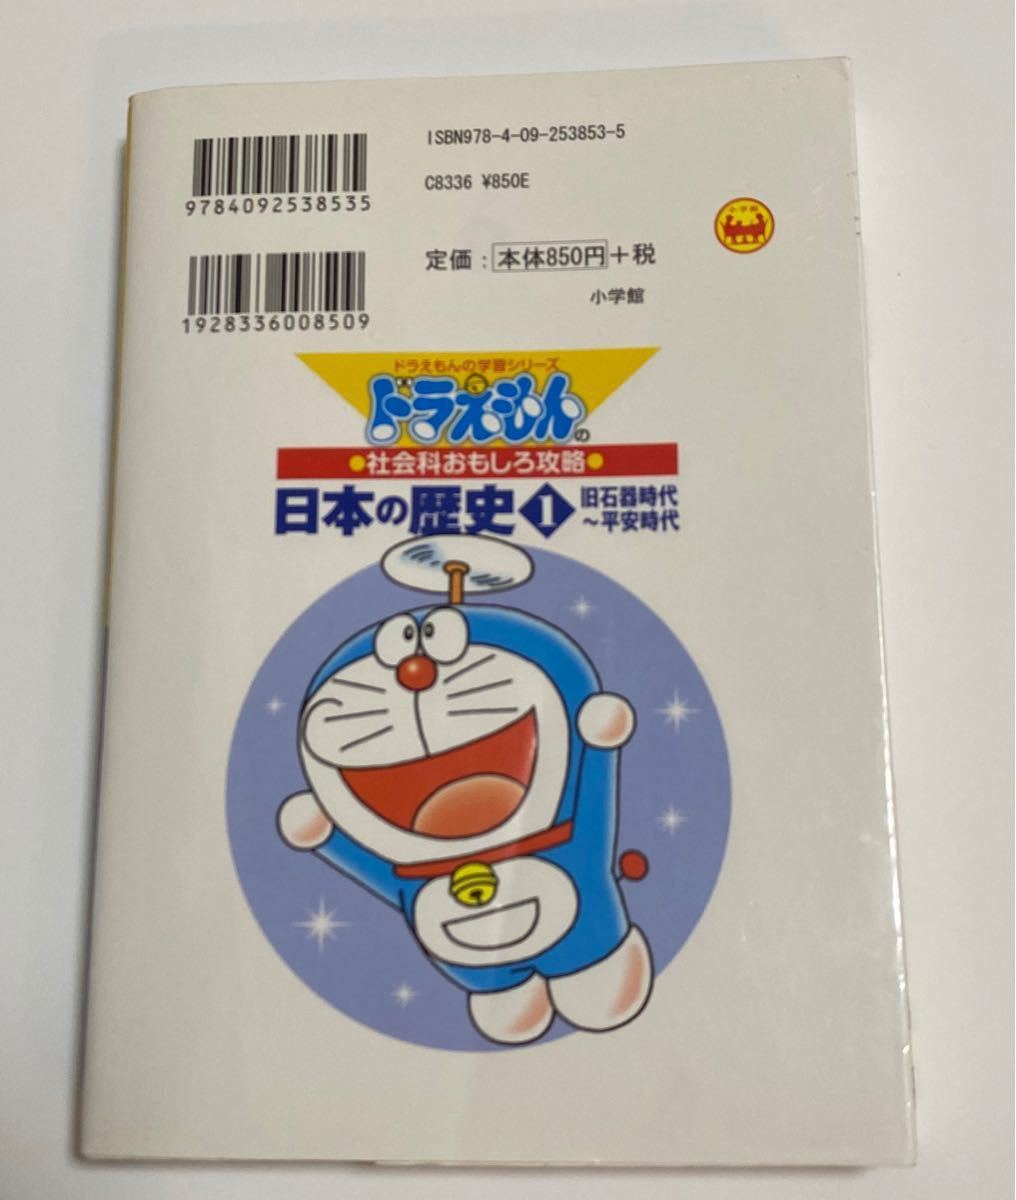 ISBN978-4-09-253853-5
9784092538535
C8336 ¥850E
小学館
定価:本体850円+税
1928336008509
小学館
ドラえもんの学習シリーズ
ドラえもんの
●社会科おもしろ攻略●
日本の歴史1 旧石器時代
~平安時代